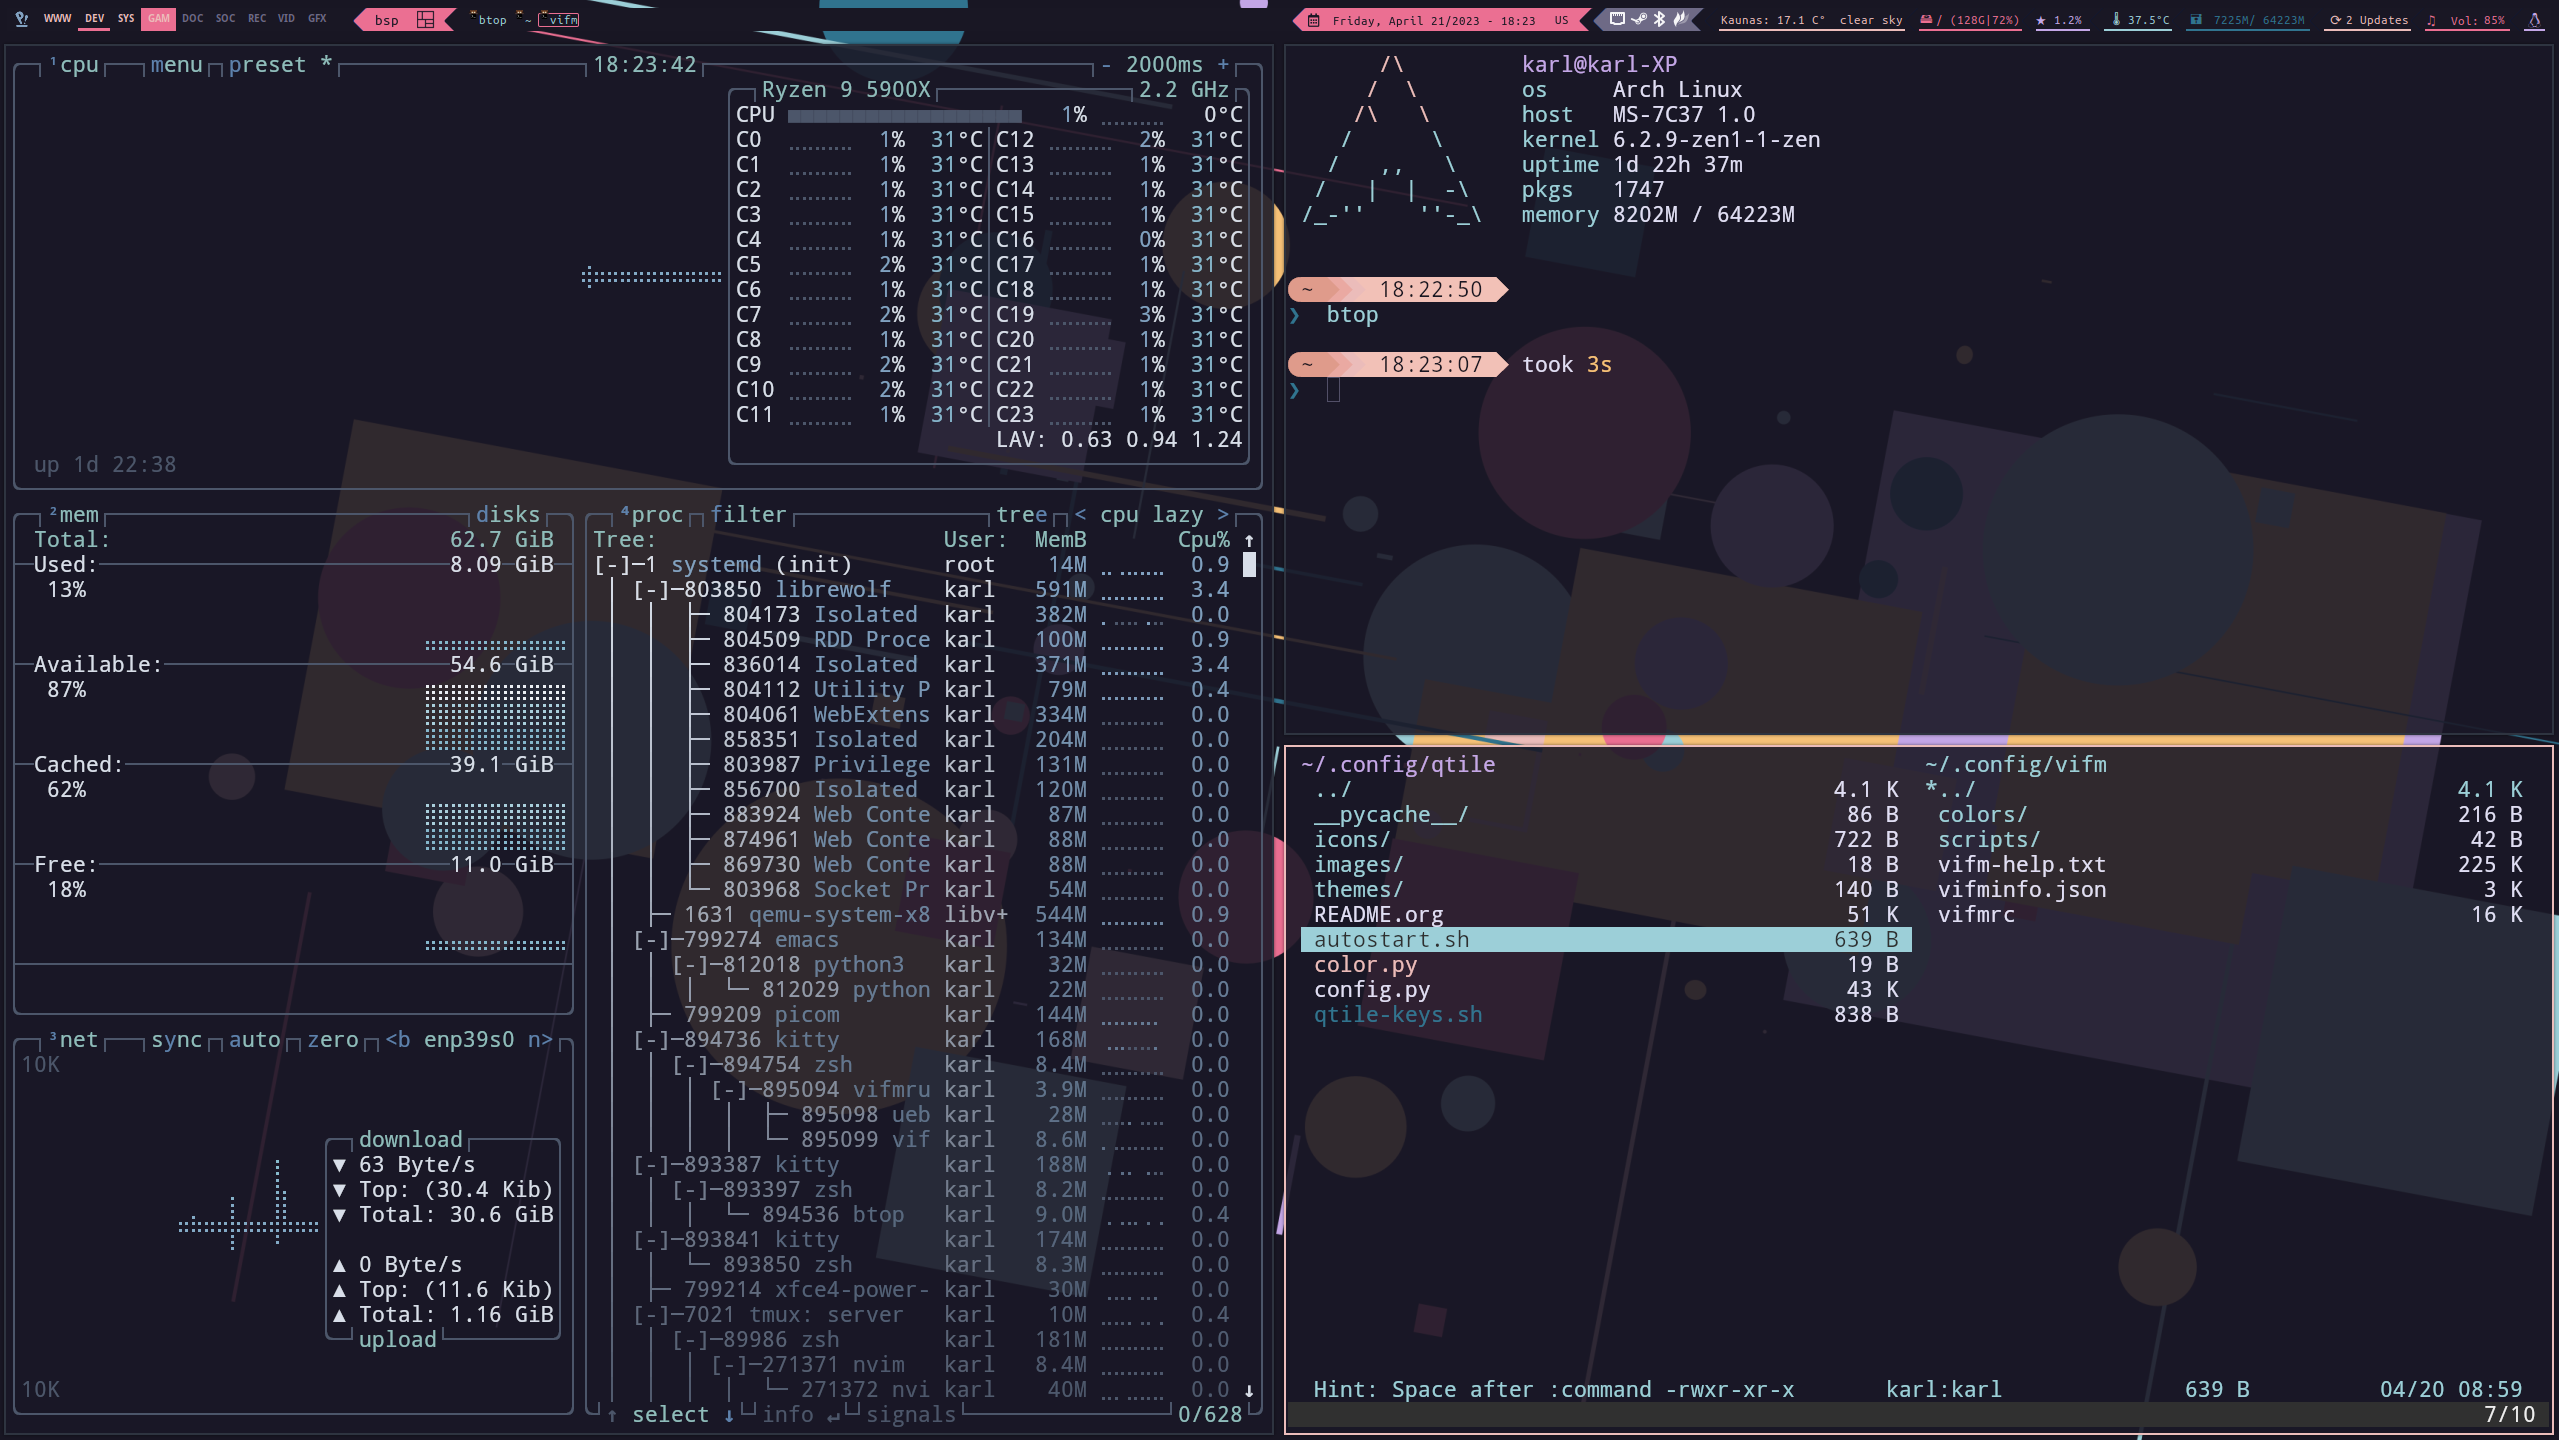 WWW DEV SYS GAM DOC SOC REC VID GFX bsp btop ~ vifm Friday, April 21/2023 - 18:23 US Kaunas: 17.1 C° clear sky / (128G|72%) 1.2% 37.5°C 7225M/ 64223M 2 Updates Vol: 85%
¹cpu menu preset * 18:23:42 - 2000ms +
Ryzen 9 5900X 2.2 GHz
CPU 1% 0°C
C0 1% 31°C C12 2% 31°C
C1 1% 31°C C13 1% 31°C
C2 1% 31°C C14 1% 31°C
C3 1% 31°C C15 1% 31°C
C4 1% 31°C C16 0% 31°C
C5 2% 31°C C17 1% 31°C
C6 1% 31°C C18 1% 31°C
C7 2% 31°C C19 3% 31°C
C8 1% 31°C C20 1% 31°C
C9 2% 31°C C21 1% 31°C
C10 2% 31°C C22 1% 31°C
C11 1% 31°C C23 1% 31°C
LAV: 0.63 0.94 1.24
up 1d 22:38
²mem disks
Total: 62.7 GiB
Used: 8.09 GiB
13%
Available: 54.6 GiB
87%
Cached: 39.1 GiB
62%
Free: 11.0 GiB
18%
³net sync auto zero <b enp39s0 n>
10K
download
▼ 63 Byte/s
▼ Top: (30.4 Kib)
▼ Total: 30.6 GiB
▲ 0 Byte/s
▲ Top: (11.6 Kib)
▲ Total: 1.16 GiB
upload
10K
⁴proc filter tree < cpu lazy >
Tree: User: MemB Cpu% ↑
[-]─1 systemd (init) root 14M 0.9
[-]─803850 librewolf karl 591M 3.4
├─ 804173 Isolated karl 382M 0.0
├─ 804509 RDD Proce karl 100M 0.9
├─ 836014 Isolated karl 371M 3.4
├─ 804112 Utility P karl 79M 0.4
├─ 804061 WebExtens karl 334M 0.0
├─ 858351 Isolated karl 204M 0.0
├─ 803987 Privilege karl 131M 0.0
├─ 856700 Isolated karl 120M 0.0
├─ 883924 Web Conte karl 87M 0.0
├─ 874961 Web Conte karl 88M 0.0
├─ 869730 Web Conte karl 88M 0.0
└─ 803968 Socket Pr karl 54M 0.0
├─ 1631 qemu-system-x8 libv+ 544M 0.9
[-]─799274 emacs karl 134M 0.0
[-]─812018 python3 karl 32M 0.0
└─ 812029 python karl 22M 0.0
├─ 799209 picom karl 144M 0.0
[-]─894736 kitty karl 168M 0.0
[-]─894754 zsh karl 8.4M 0.0
[-]─895094 vifmru karl 3.9M 0.0
├─ 895098 ueb karl 28M 0.0
└─ 895099 vif karl 8.6M 0.0
[-]─893387 kitty karl 188M 0.0
[-]─893397 zsh karl 8.2M 0.0
└─ 894536 btop karl 9.0M 0.4
[-]─893841 kitty karl 174M 0.0
└─ 893850 zsh karl 8.3M 0.0
├─ 799214 xfce4-power- karl 30M 0.0
[-]─7021 tmux: server karl 10M 0.4
[-]─89986 zsh karl 181M 0.0
[-]─271371 nvim karl 8.4M 0.0
└─ 271372 nvi karl 40M 0.0 ↓
↑ select ↓ info ↵ signals 0/628
/\
/ \
/\ \
/ \
/ ,, \
/ | | -\
/_-'' ''-_\
karl@karl-XP
os Arch Linux
host MS-7C37 1.0
kernel 6.2.9-zen1-1-zen
uptime 1d 22h 37m
pkgs 1747
memory 8202M / 64223M
~ 18:22:50
❯ btop
~ 18:23:07 took 3s
❯
~/.config/qtile
../ 4.1 K
__pycache__/ 86 B
icons/ 722 B
images/ 18 B
themes/ 140 B
README.org 51 K
autostart.sh 639 B
color.py 19 B
config.py 43 K
qtile-keys.sh 838 B
~/.config/vifm
*../ 4.1 K
colors/ 216 B
scripts/ 42 B
vifm-help.txt 225 K
vifminfo.json 3 K
vifmrc 16 K
Hint: Space after :command -rwxr-xr-x karl:karl 639 B 04/20 08:59
7/10